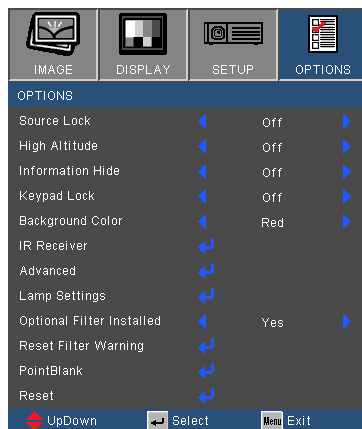 IMAGE DISPLAY SETUP OPTIONS
OPTIONS
Source Lock Off
High Altitude Off
Information Hide Off
Keypad Lock Off
Background Color Red
IR Receiver
Advanced
Lamp Settings
Optional Filter Installed Yes
Reset Filter Warning
PointBlank
Reset
UpDown Select Menu Exit